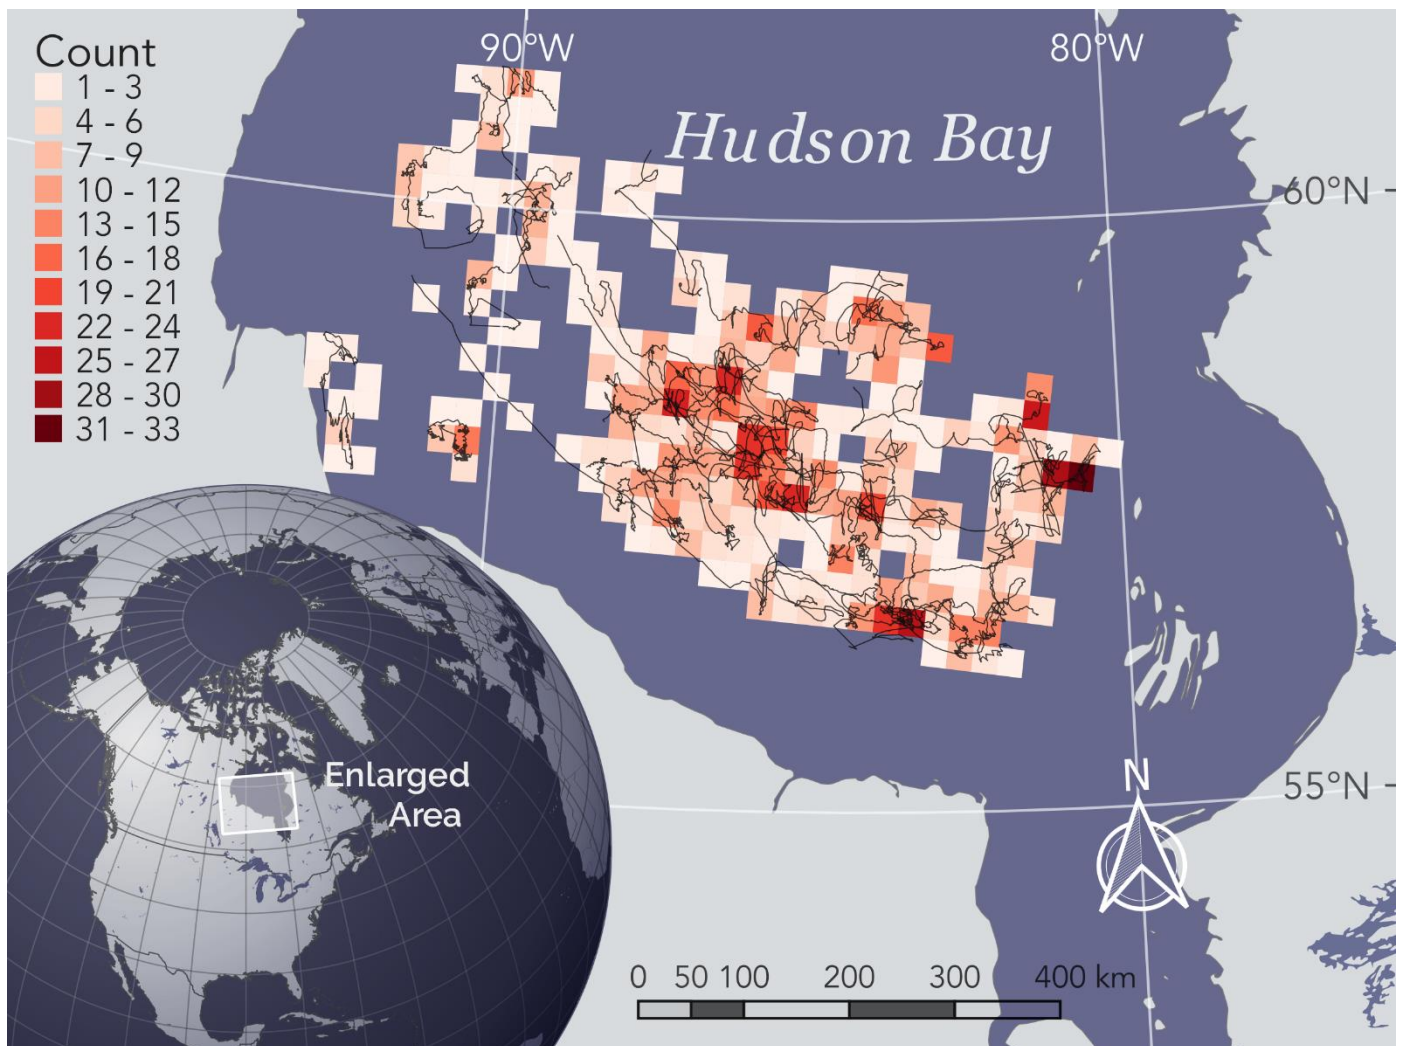 Count
1 - 3
4 - 6
7 - 9
10 - 12
13 - 15
16 - 18
19 - 21
22 - 24
25 - 27
28 - 30
31 - 33
90°W
80°W
Hudson Bay
60°N
55°N
Enlarged
Area
N
0 50 100 200 300 400 km